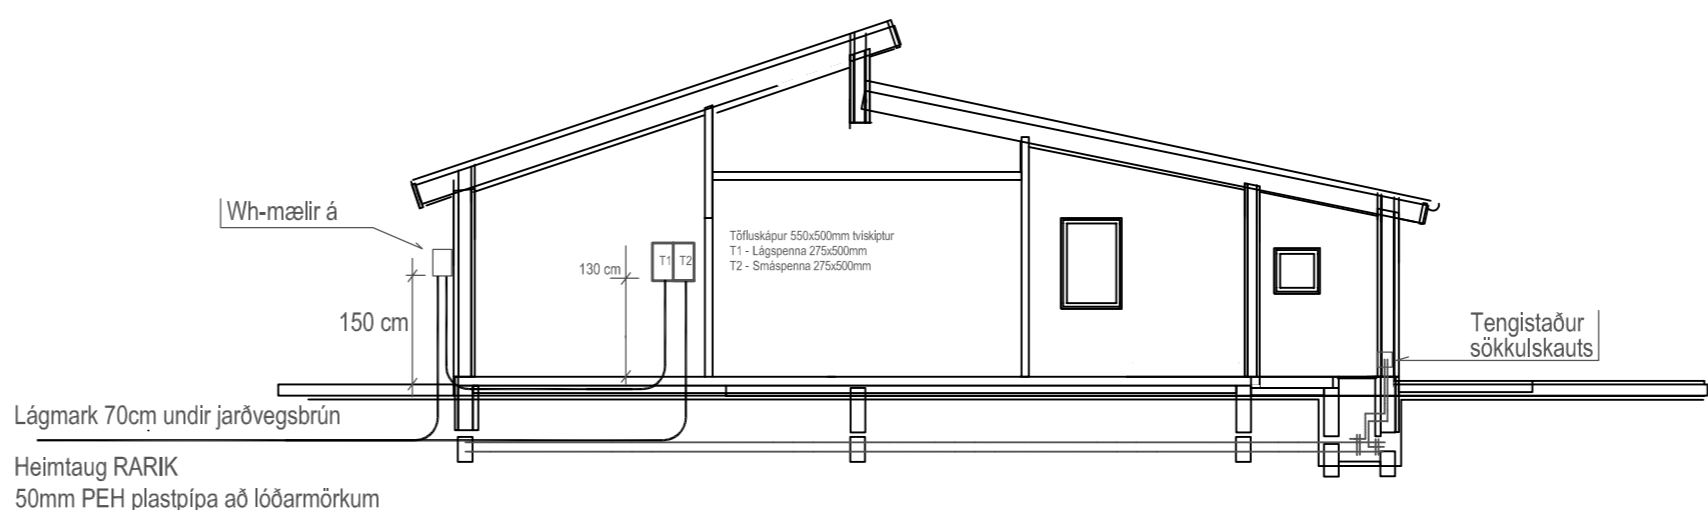 Wh-mælir á
150 cm
130 cm
T1 T2
Töfluskápur 550x500mm tvískiptur
T1 - Lágspenna 275x500mm
T2 - Smáspenna 275x500mm
Tengistaður
sökkulskauts
Lágmark 70cm undir jarðvegsbrún
Heimtaug RARIK
50mm PEH plastpípa að lóðarmörkum